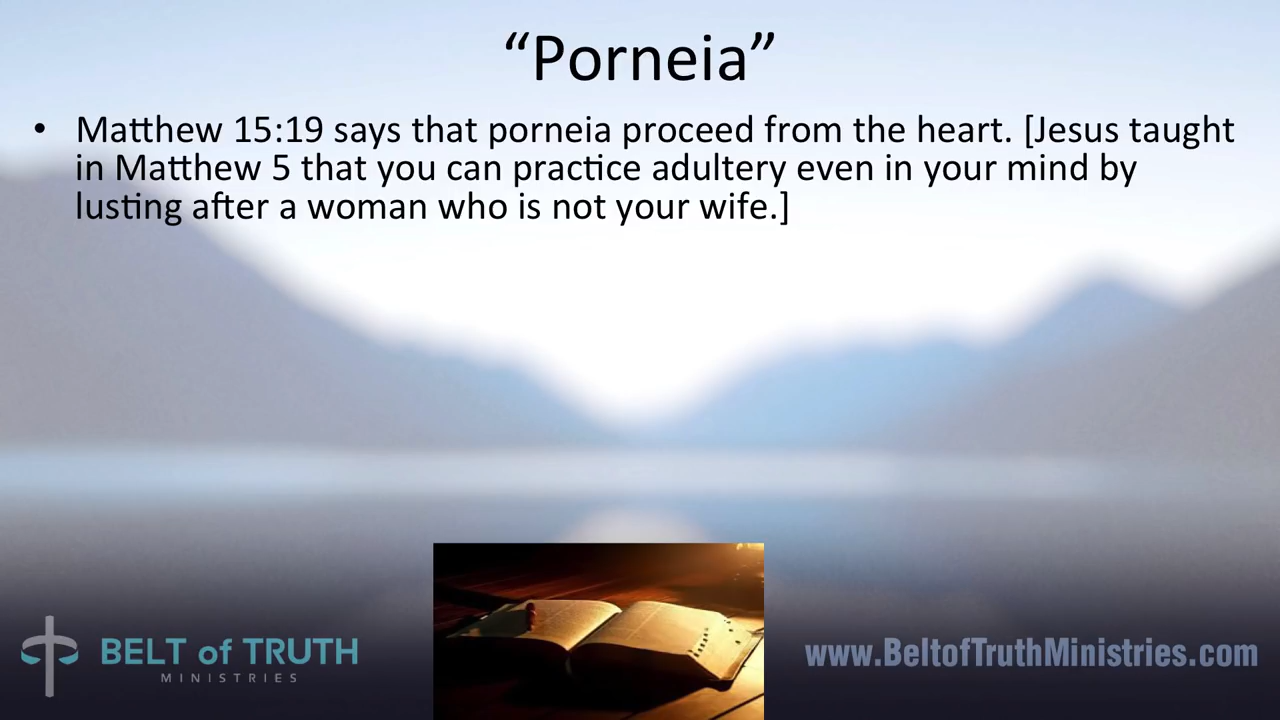 “Porneia”
• Matthew 15:19 says that porneia proceed from the heart. [Jesus taught
in Matthew 5 that you can practice adultery even in your mind by
lusting after a woman who is not your wife.]
BELT of TRUTH
MINISTRIES
www.BeltofTruthMinistries.com